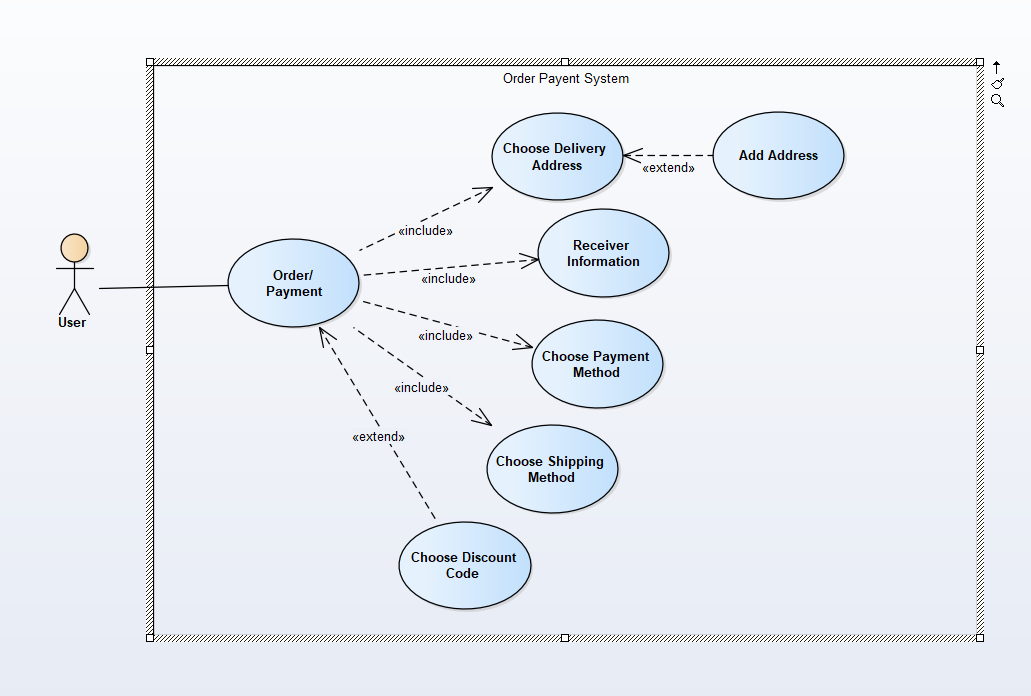 Order Payent System
Choose Delivery
Address
Add Address
«extend»
«include»
Receiver
Information
«include»
Order/
Payment
User
«include»
Choose Payment
Method
«include»
«extend»
Choose Shipping
Method
Choose Discount
Code